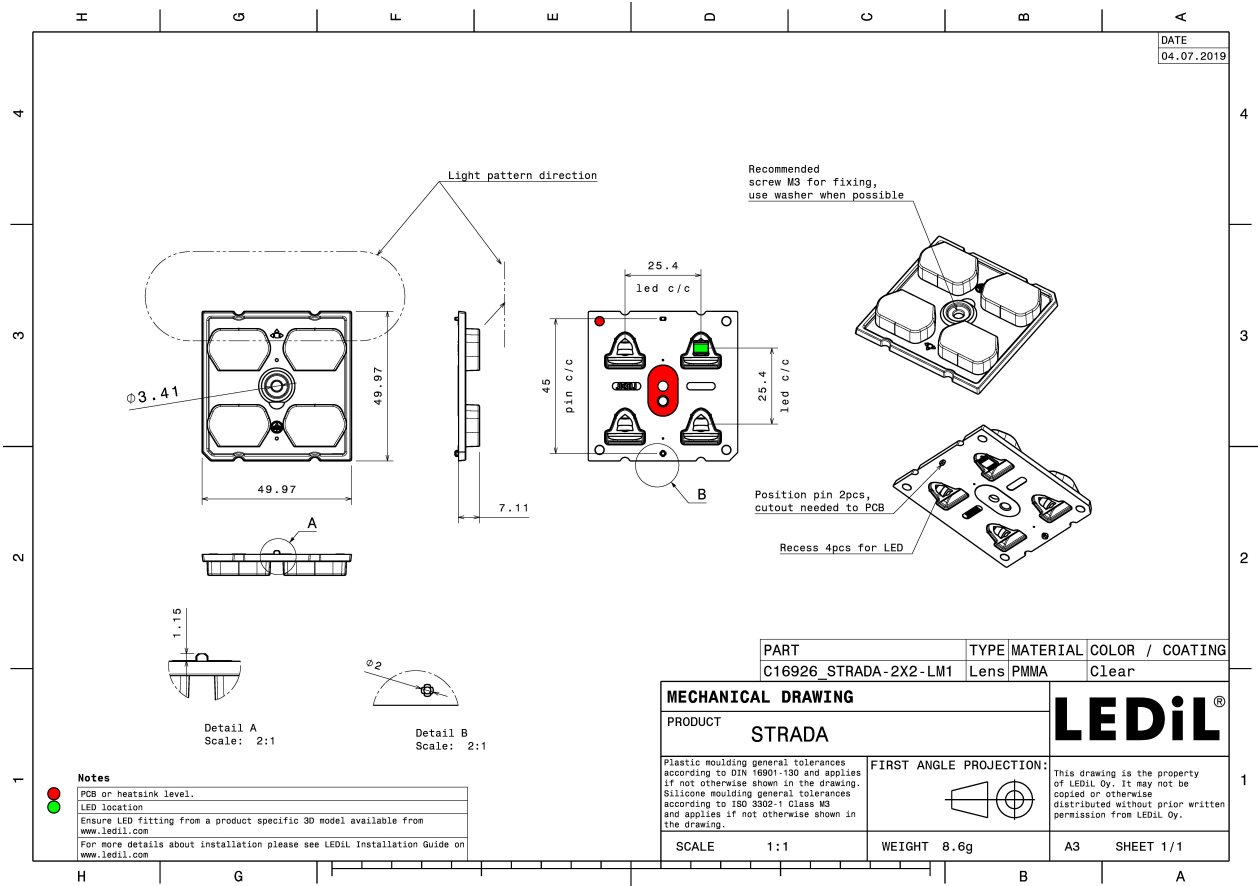 H G F E D C B A
DATE
04.07.2019
4 4
Light pattern direction
Recommended
screw M3 for fixing,
use washer when possible
25.4
led c/c
3 3
Ø3.41
49.97
45
pin c/c
25.4
led c/c
49.97
7.11
B
Position pin 2pcs,
cutout needed to PCB
Recess 4pcs for LED
A
2 2
1.15
Ø2
Detail A
Scale: 2:1
Detail B
Scale: 2:1
PART TYPE MATERIAL COLOR / COATING
C16926_STRADA-2X2-LM1 Lens PMMA Clear
MECHANICAL DRAWING
PRODUCT
STRADA
LEDiL®
Plastic moulding general tolerances
according to DIN 16901-130 and applies
if not otherwise shown in the drawing.
Silicone moulding general tolerances
according to ISO 3302-1 Class M3
and applies if not otherwise shown in
the drawing.
FIRST ANGLE PROJECTION:
This drawing is the property
of LEDiL Oy. It may not be
copied or otherwise
distributed without prior written
permission from LEDiL Oy.
1 1
Notes
PCB or heatsink level.
LED location
Ensure LED fitting from a product specific 3D model available from
www.ledil.com
For more details about installation please see LEDiL Installation Guide on
www.ledil.com
SCALE 1:1 WEIGHT 8.6g A3 SHEET 1/1
H G B A